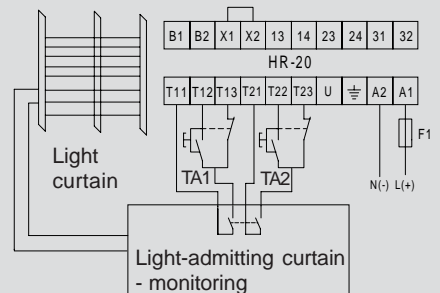 B1 B2 X1 X2 13 14 23 24 31 32
HR-20
T11 T12 T13 T21 T22 T23 U A2 A1
F1
Light
curtain
TA1 TA2
N(-) L(+)
Light-admitting curtain
- monitoring